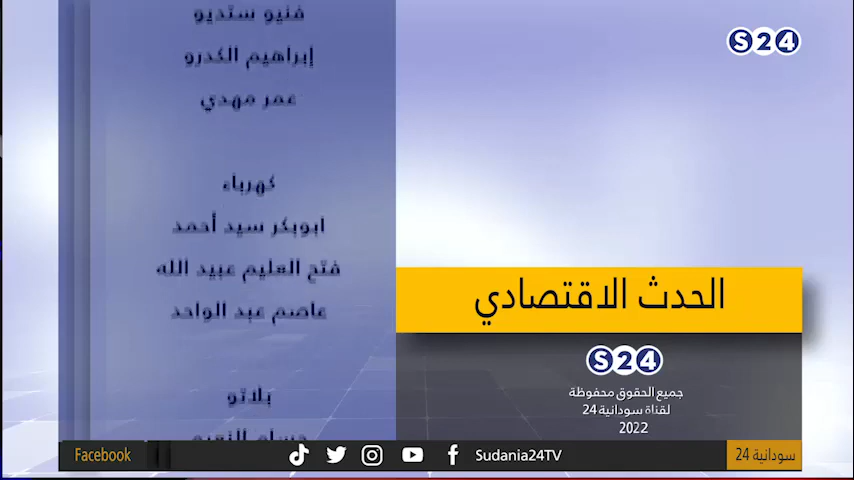 S24
فنيو ستديو
إبراهيم الكدرو
عمر مهدي
كهرباء
ابوبكر سيد أحمد
فتح العليم عبيد الله
عاصم عبد الواحد
بلاتو
الحدث الاقتصادي
S24
جميع الحقوق محفوظة
لقناة سودانية 24
2022
Facebook
Sudania24TV
سودانية 24